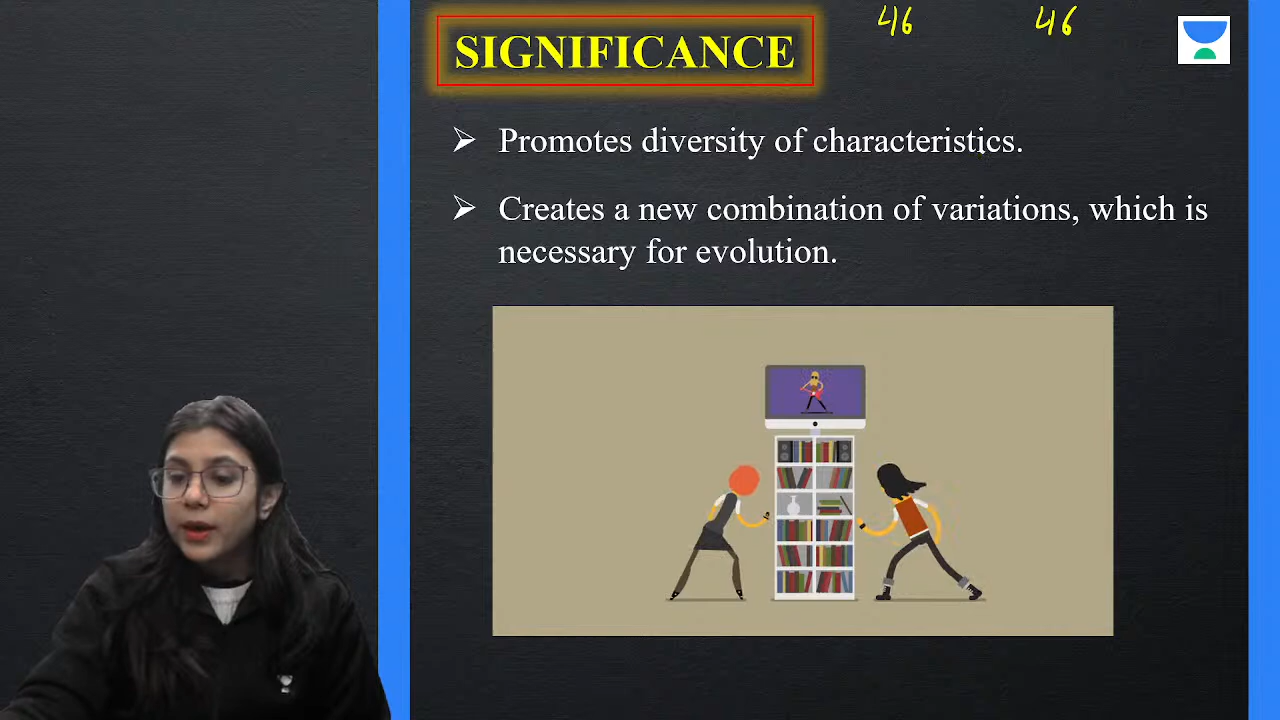 46 46
SIGNIFICANCE
➢ Promotes diversity of characteristics.
➢ Creates a new combination of variations, which is
necessary for evolution.